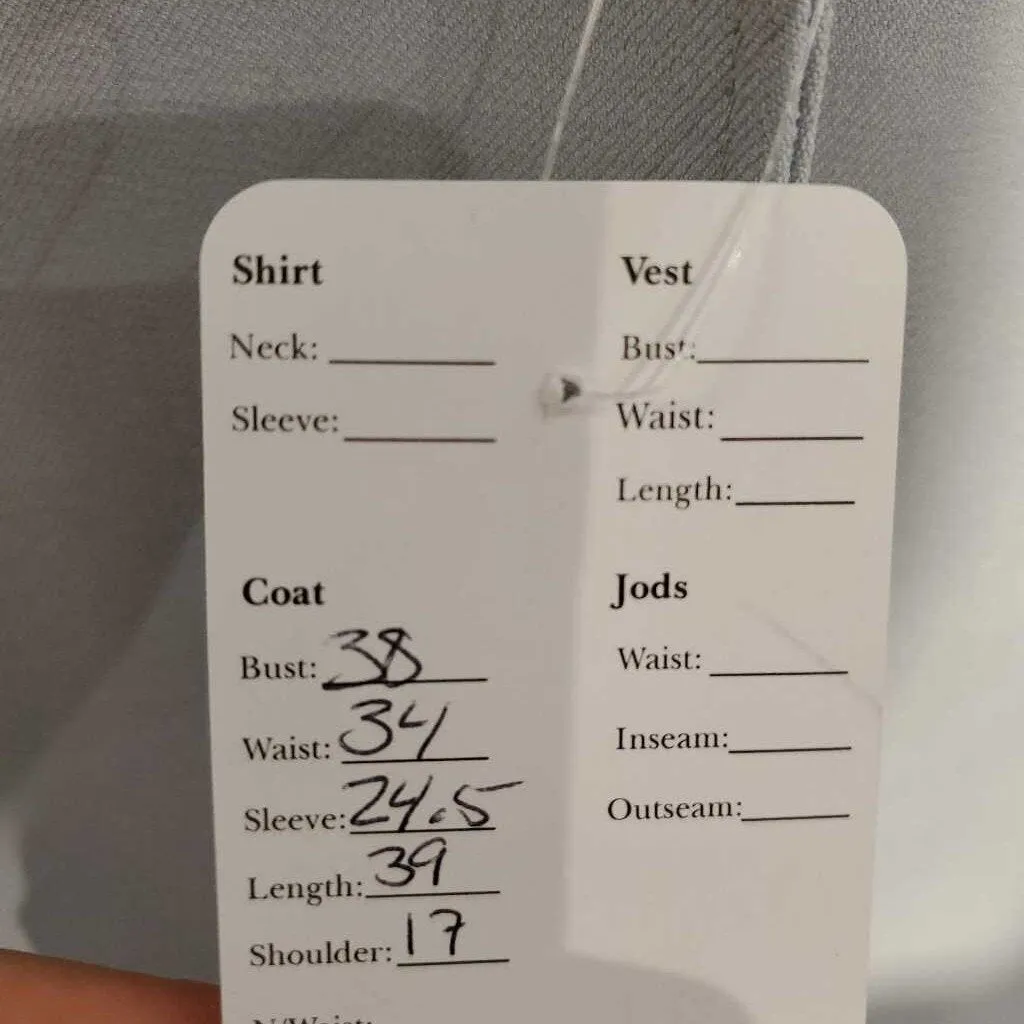 Shirt
Neck:
Sleeve:
Vest
Bust:
Waist:
Length:
Coat
Bust: 38
Waist: 34
Sleeve: 24.5
Length: 39
Shoulder: 17
N/Waist:
Jods
Waist:
Inseam:
Outseam: